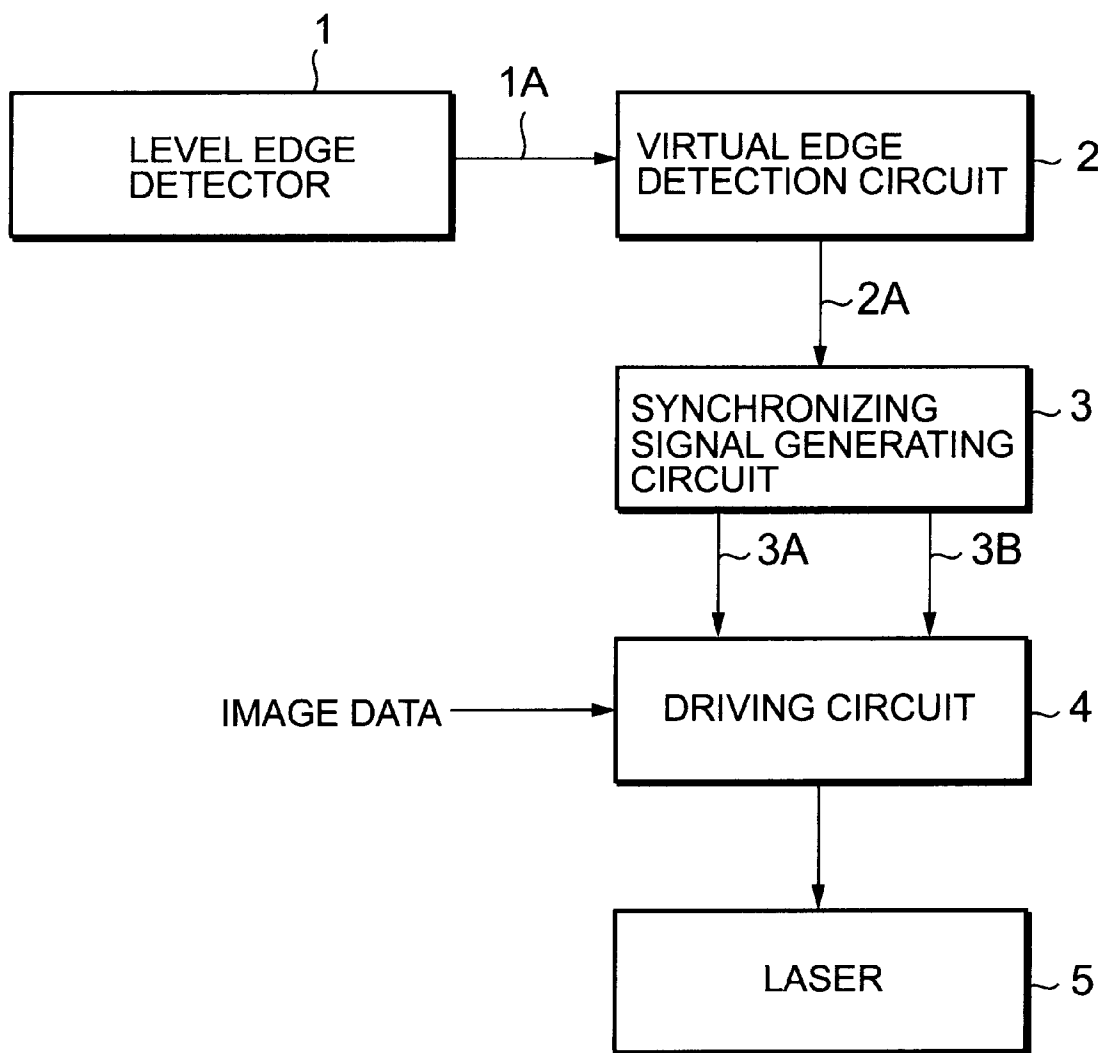 1
1A
LEVEL EDGE
DETECTOR
VIRTUAL EDGE
DETECTION CIRCUIT
2
2A
SYNCHRONIZING
SIGNAL GENERATING
CIRCUIT
3
3A
3B
IMAGE DATA
DRIVING CIRCUIT
4
LASER
5